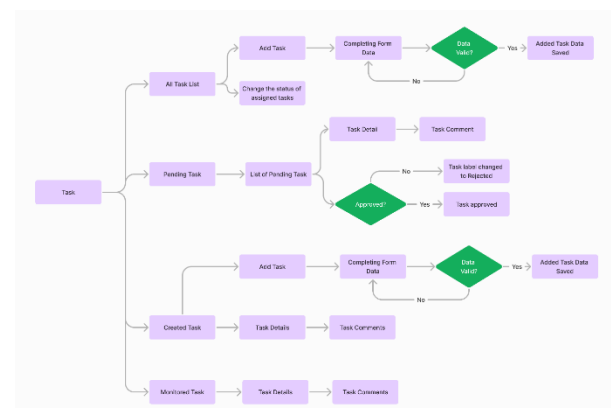 Add Task
Completing Form
Data
Data
Valid?
Yes
Added Task Data
Saved
No
All Task List
Change the status of
assigned tasks
Task Detail
Task Comment
Task
Pending Task
List of Pending Task
No
Task label changed
to Rejected
Approved?
Yes
Task approved
Add Task
Completing Form
Data
Data
Valid?
Yes
Added Task Data
Saved
No
Created Task
Task Details
Task Comments
Monitored Task
Task Details
Task Comments